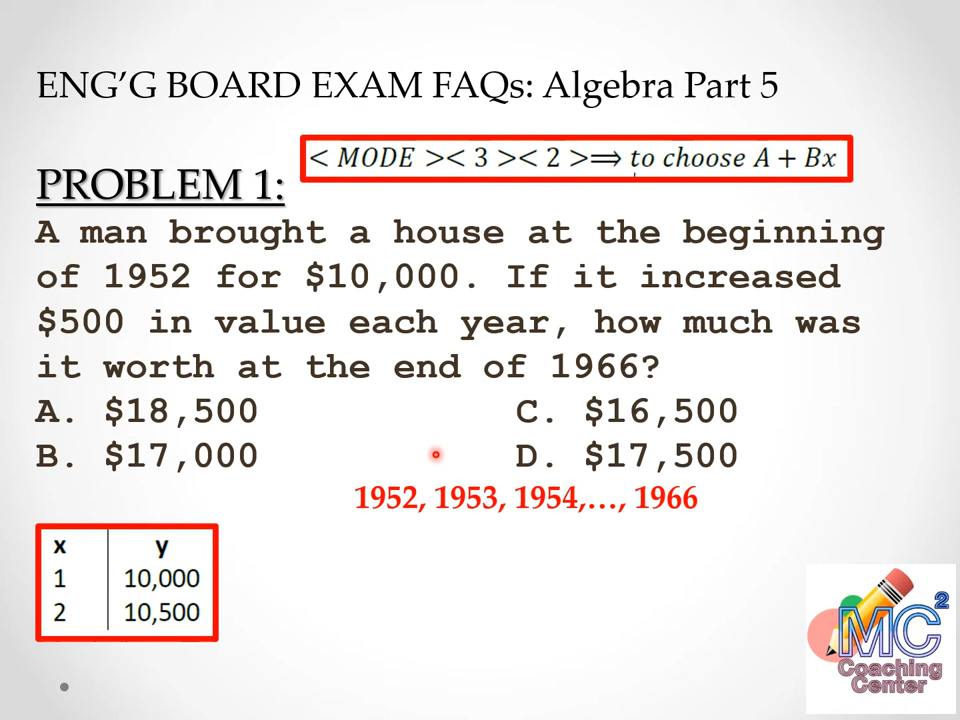 ENG’G BOARD EXAM FAQs: Algebra Part 5
< MODE >< 3 >< 2 >⟹ to choose A + Bx
PROBLEM 1:
A man brought a house at the beginning
of 1952 for $10,000. If it increased
$500 in value each year, how much was
it worth at the end of 1966?
A. $18,500 C. $16,500
B. $17,000 D. $17,500
1952, 1953, 1954,…, 1966
x y
1 10,000
2 10,500
MC²
Coaching
Center